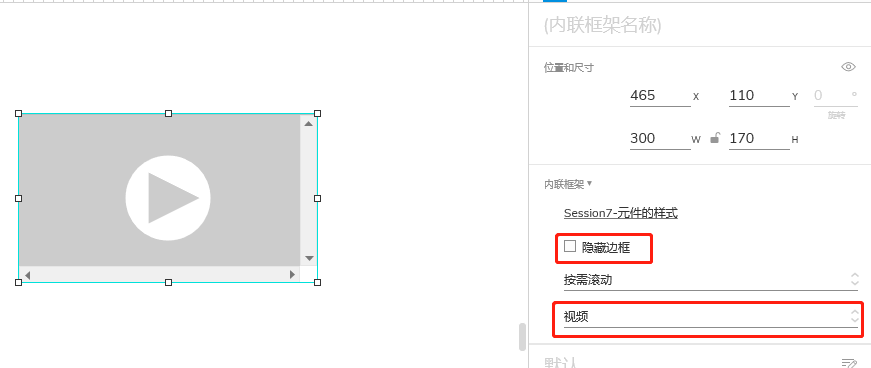 (内联框架名称)
位置和尺寸
465 X 110 Y 0 °
旋转
300 W 170 H
内联框架
Session7-元件的样式
隐藏边框
按需滚动
视频
默认